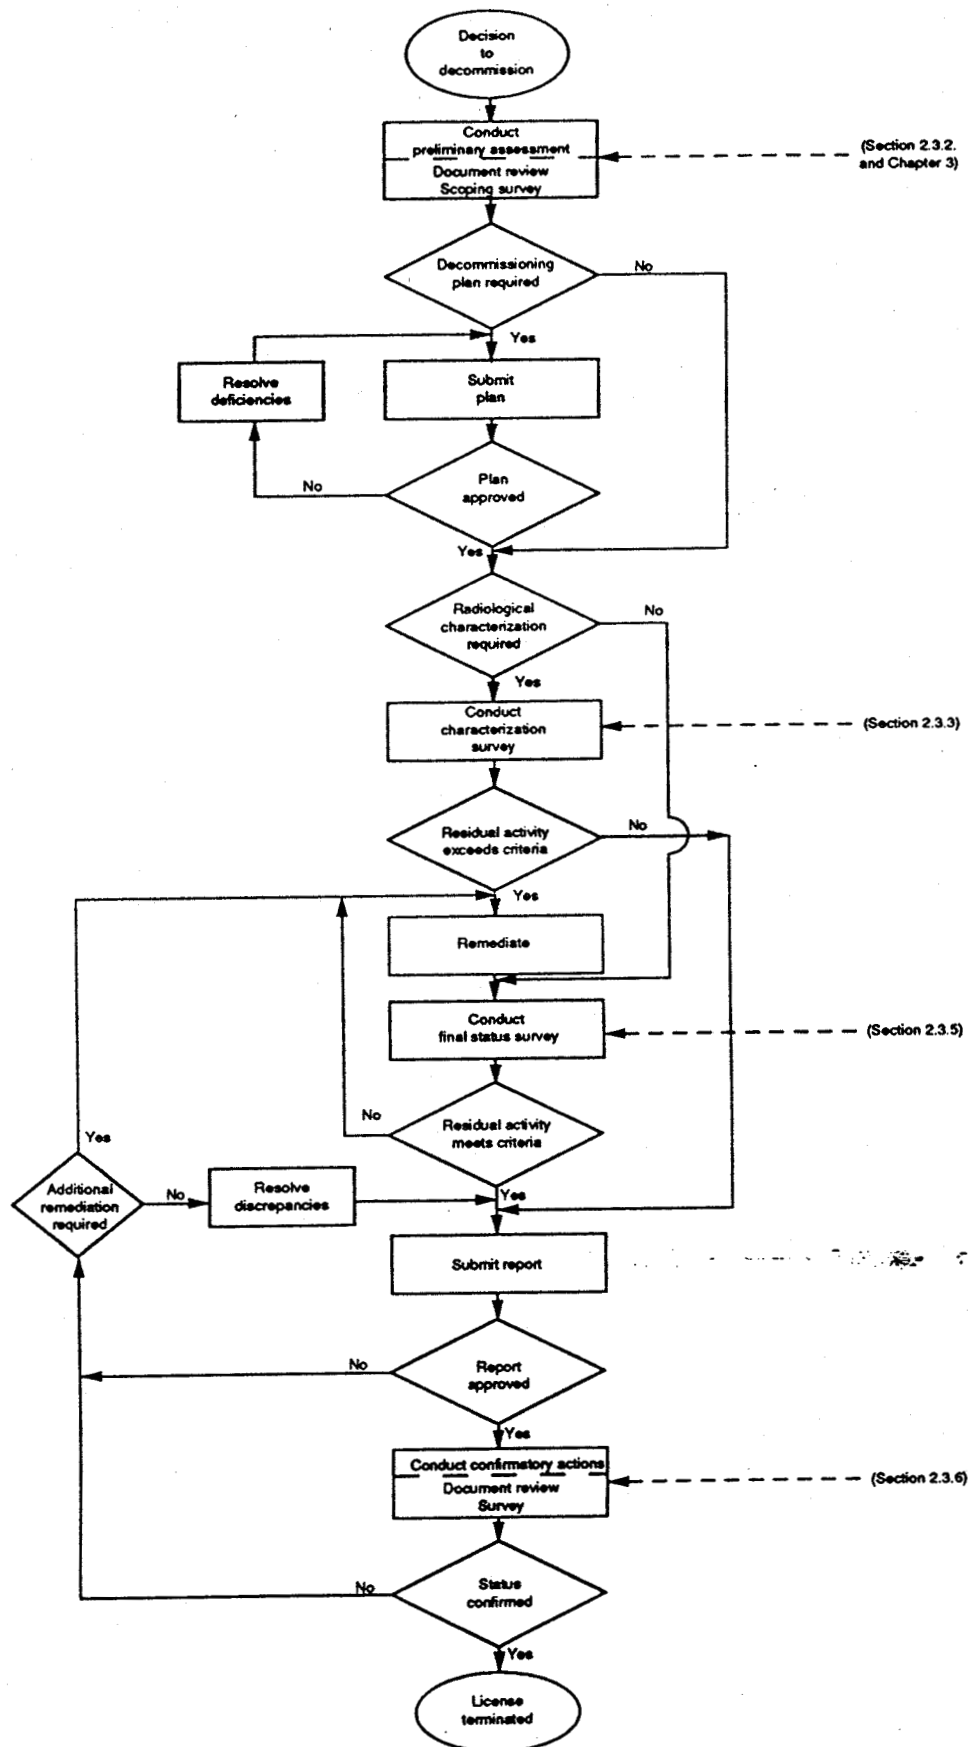 Decision
to
decommission
Conduct
preliminary assessment
Document review
Scoping survey
(Section 2.3.2.
and Chapter 3)
Decommissioning
plan required
No
Yes
Resolve
deficiencies
Submit
plan
Plan
approved
No
Yes
Radiological
characterization
required
No
Yes
Conduct
characterization
survey
(Section 2.3.3)
Residual activity
exceeds criteria
No
Yes
Remediate
Conduct
final status survey
(Section 2.3.5)
Residual activity
meets criteria
No
Yes
Additional
remediation
required
Yes
No
Resolve
discrepancies
Submit report
Report
approved
No
Yes
Conduct confirmatory actions
Document review
Survey
(Section 2.3.6)
Status
confirmed
No
Yes
License
terminated